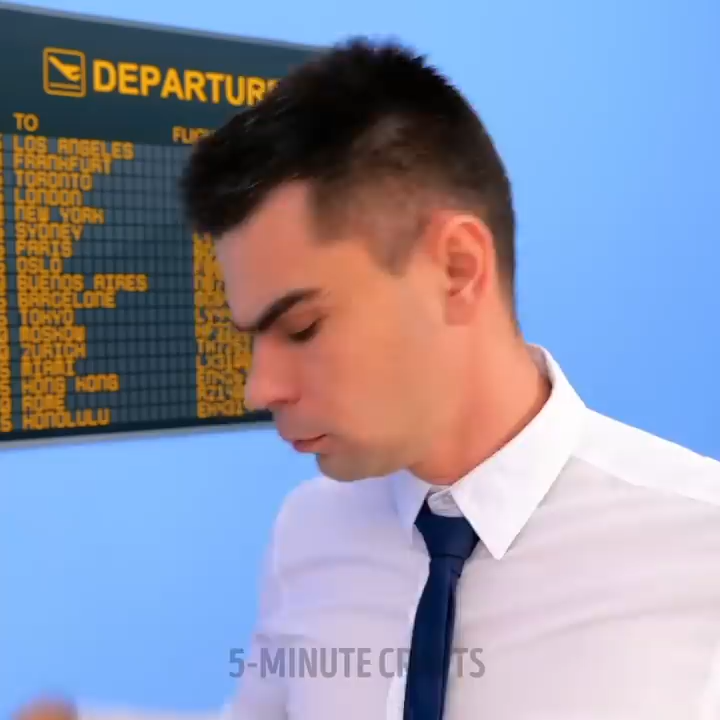 DEPARTURE
TO
LOS ANGELES
FRANKFURT
TORONTO
LONDON
NEW YORK
SYDNEY
PARIS
OSLO
BUENOS AIRES
BARCELONE
TOKYO
MOSKOW
ZURICH
MIAMI
HONG KONG
ROME
HONOLULU
5-MINUTE CRAFTS